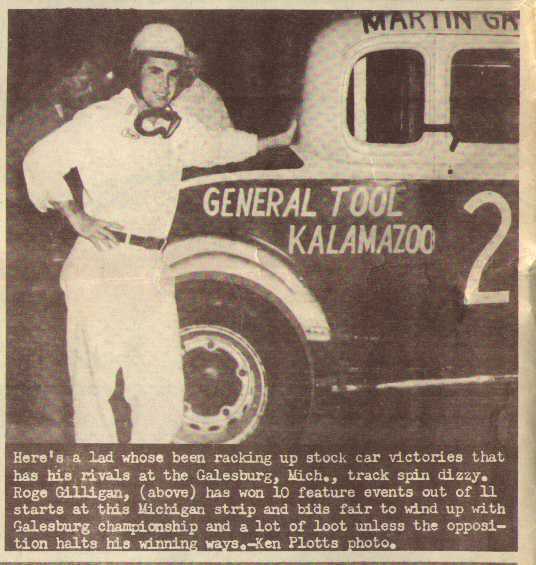 MARTIN GA
GENERAL TOOL
KALAMAZOO
2
Here's a lad whose been racking up stock car victories that
has his rivals at the Galesburg, Mich., track spin dizzy.
Roge Gilligan, (above) has won 10 feature events out of 11
starts at this Michigan strip and bids fair to wind up with
Galesburg championship and a lot of loot unless the opposi-
tion halts his winning ways.—Ken Plotts photo.